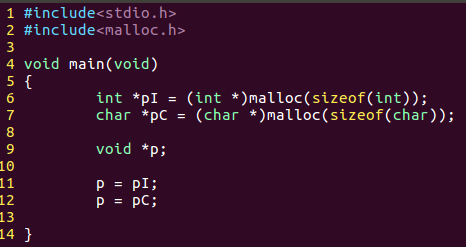 1 #include<stdio.h>
2 #include<malloc.h>
3
4 void main(void)
5 {
6         int *pI = (int *)malloc(sizeof(int));
7         char *pC = (char *)malloc(sizeof(char));
8
9         void *p;
10
11         p = pI;
12         p = pC;
13
14 }